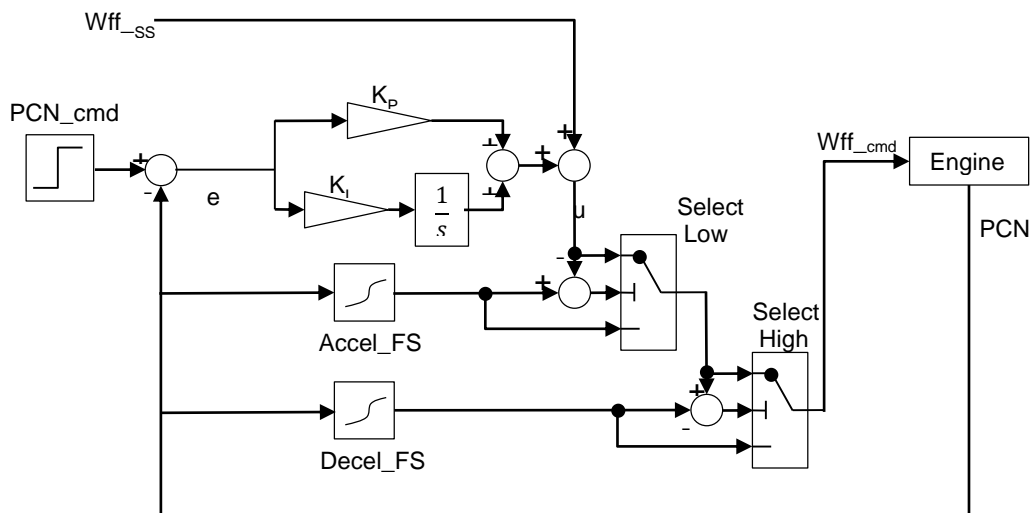 Wff_SS
PCN_cmd
K_P
+
+
+
+
+
Wff_cmd
Engine
-
e
K_I
1
s
+
u
Select
Low
PCN
-
+
Accel_FS
Select
High
+
-
Decel_FS